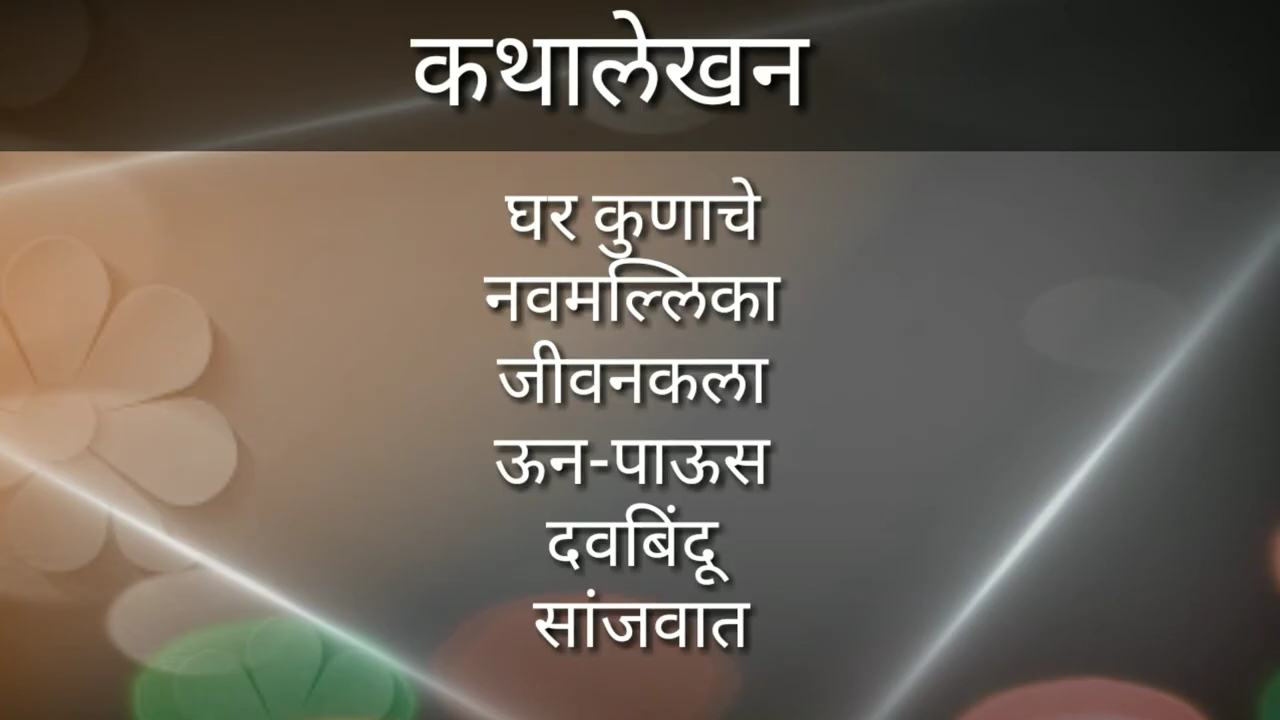 कथालेखन
घर कुणाचे
नवमल्लिका
जीवनकला
ऊन-पाऊस
दवबिंदू
सांजवात